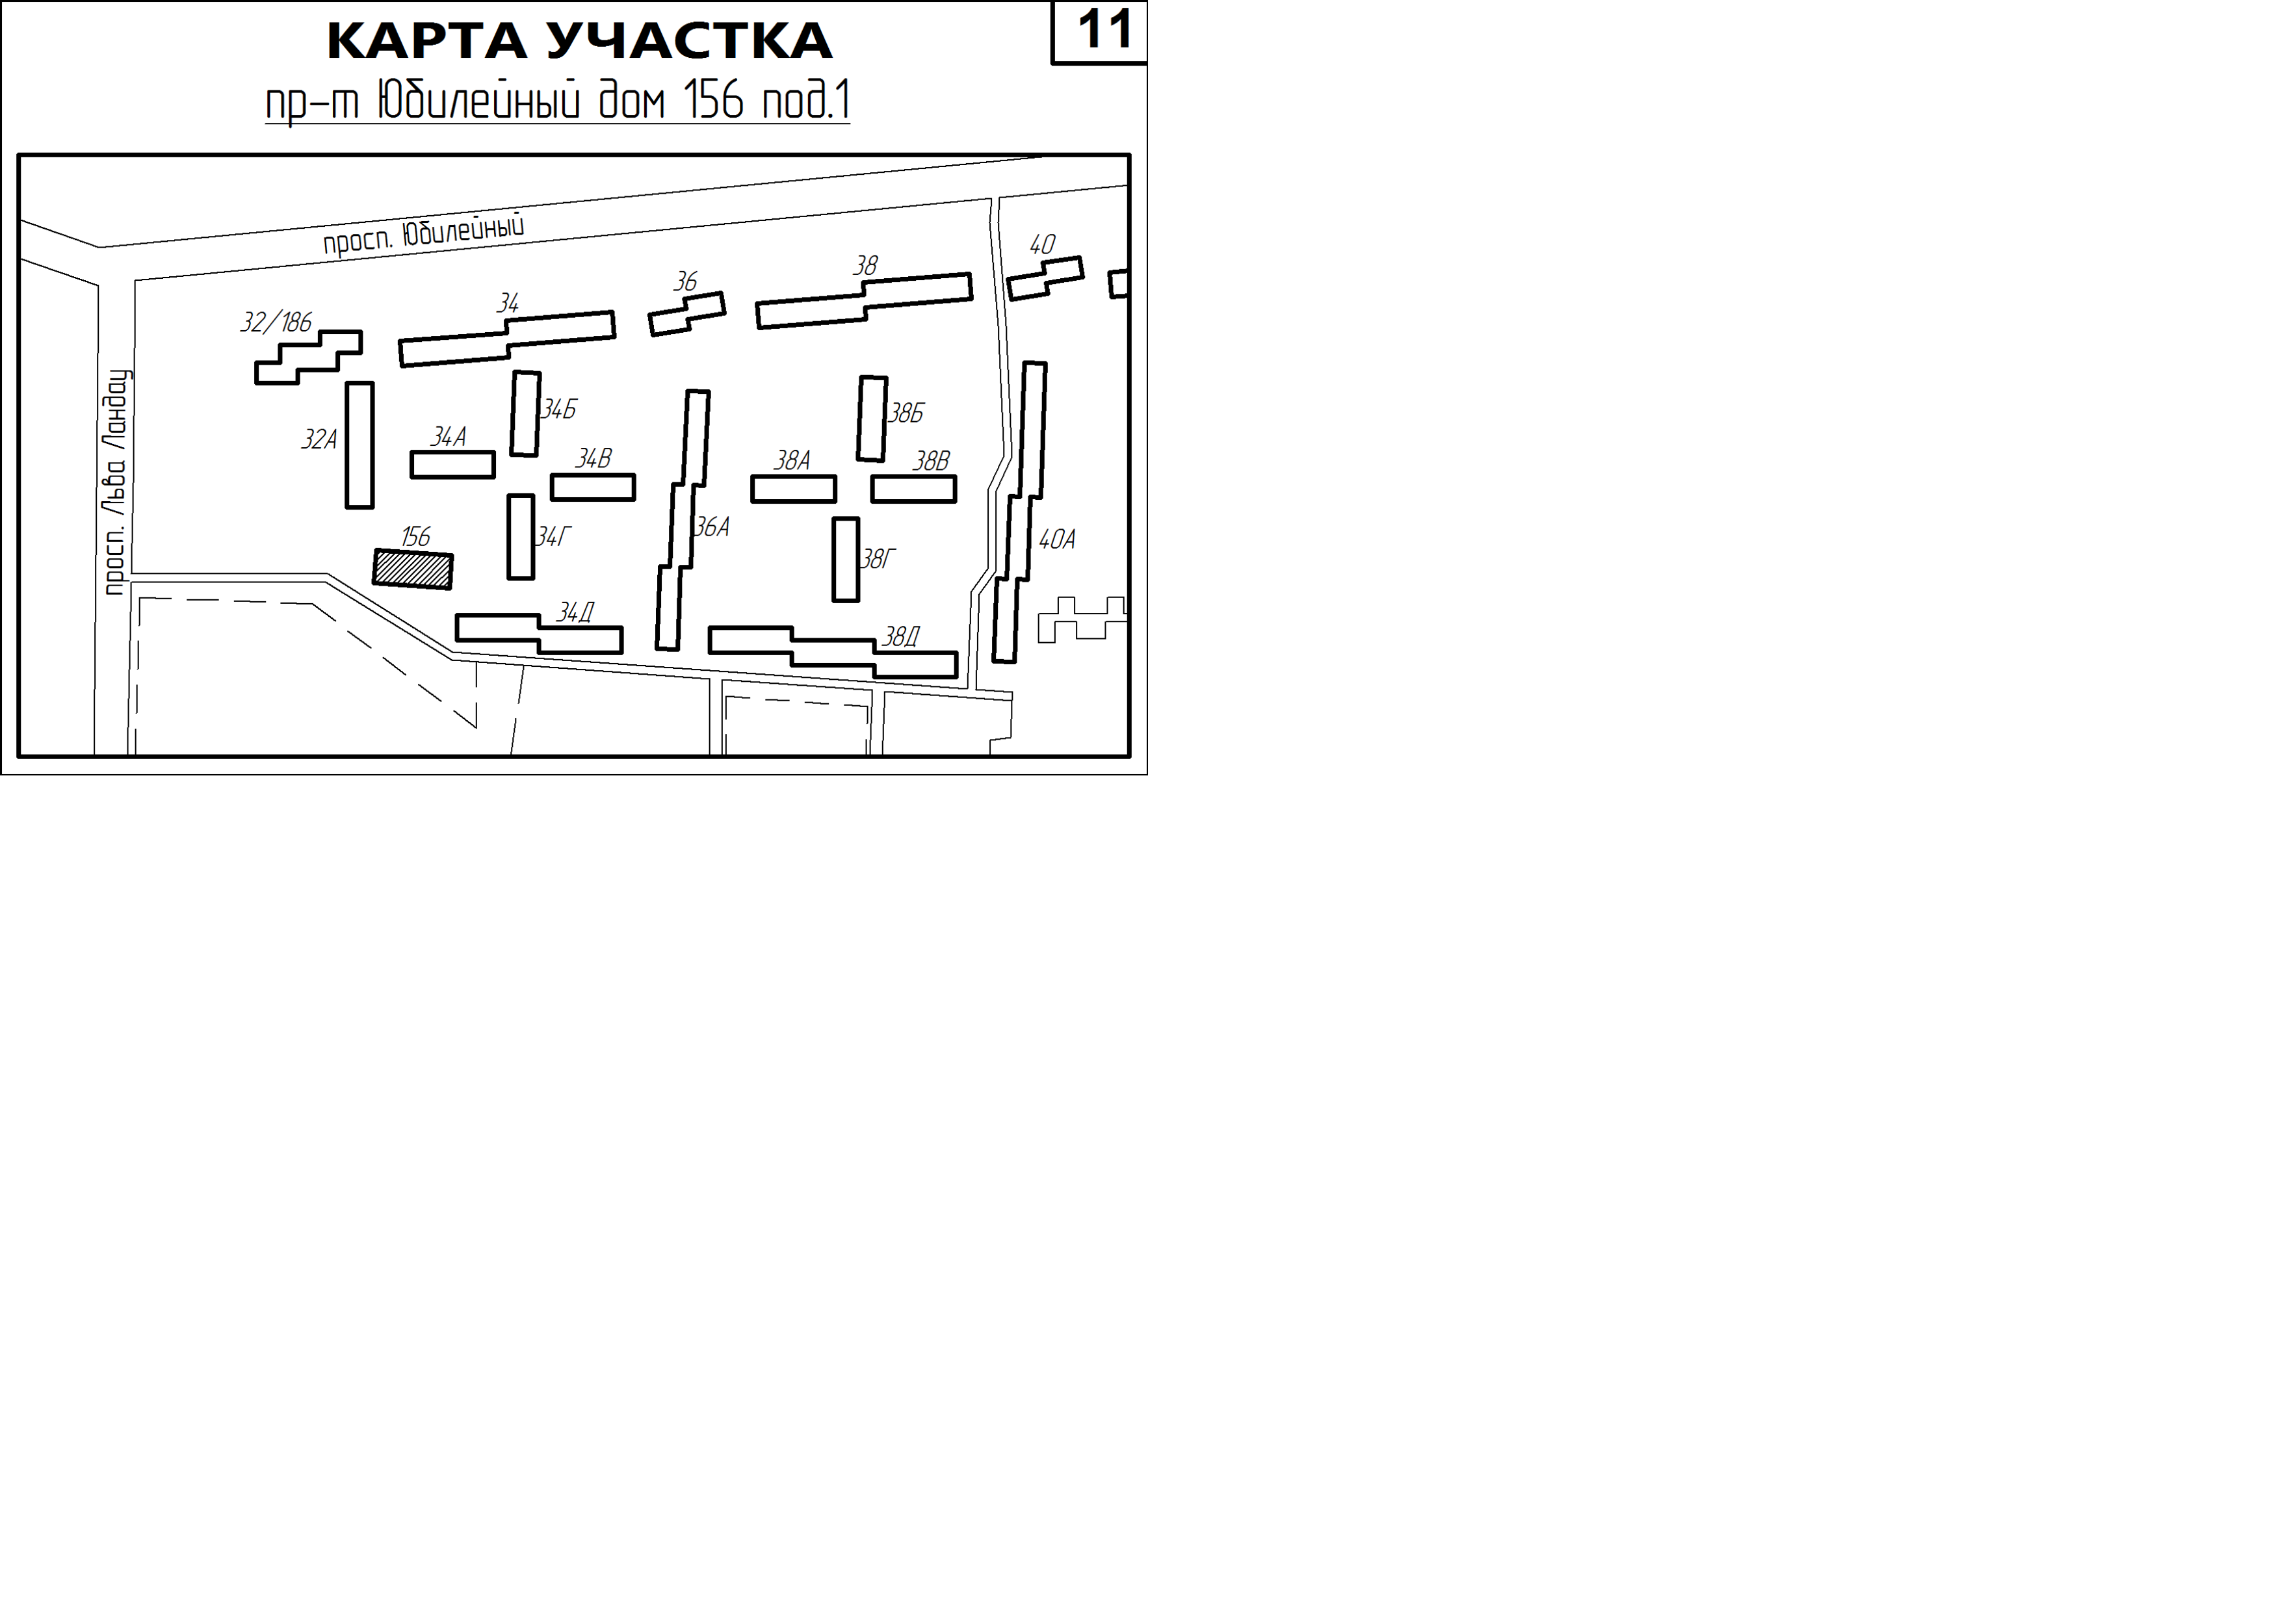 11
КАРТА УЧАСТКА
пр-т Юбилейный дом 156 под.1
просп. Юбилейный
40
38
36
34
32/186
34Б
38Б
32А
34А
34В
38А
38В
просп. Льва Ландау
36А
34Г
156
40А
38Г
34Д
38Д